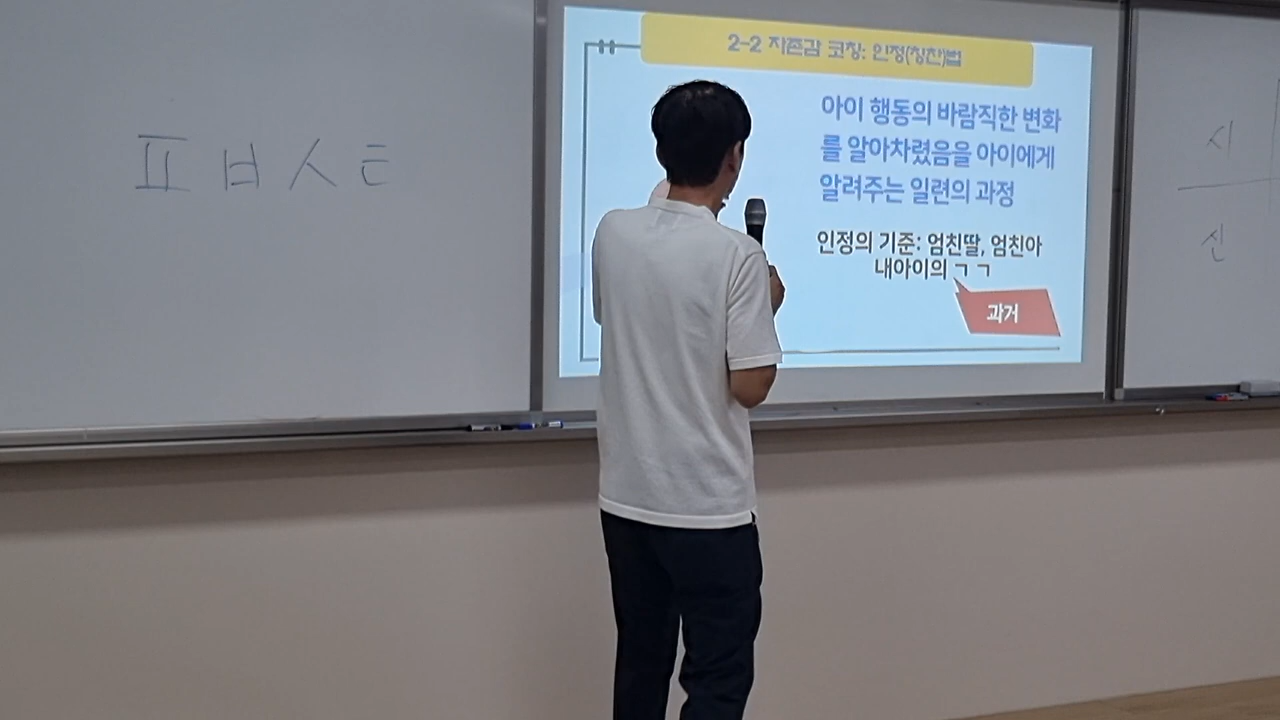 ㅍ ㅂ ㅅ ㅌ
2-2 자존감 코칭: 인정(칭찬)법
아이 행동의 바람직한 변화
를 알아차렸음을 아이에게
알려주는 일련의 과정
인정의 기준: 엄친딸, 엄친아
내아이의 ㄱ ㄱ
과거
시
신